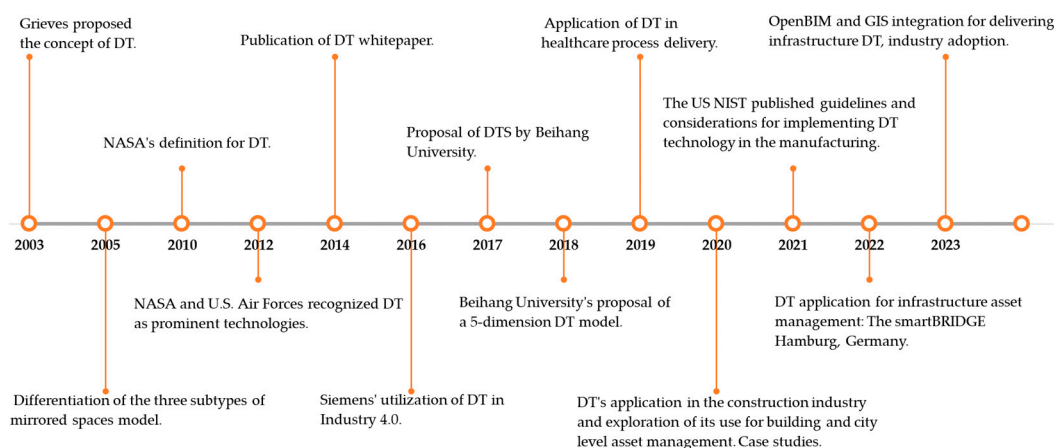 Grieves proposed
the concept of DT.
Publication of DT whitepaper.
Application of DT in
healthcare process delivery.
OpenBIM and GIS integration for delivering
infrastructure DT, industry adoption.
NASA's definition for DT.
Proposal of DTS by Beihang
University.
The US NIST published guidelines and
considerations for implementing DT
technology in the manufacturing.
2003 2005 2010 2012 2014 2016 2017 2018 2019 2020 2021 2022 2023
NASA and U.S. Air Forces recognized DT
as prominent technologies.
Beihang University's proposal of
a 5-dimension DT model.
DT application for infrastructure asset
management: The smartBRIDGE
Hamburg, Germany.
Differentiation of the three subtypes of
mirrored spaces model.
Siemens' utilization of DT in
Industry 4.0.
DT's application in the construction industry
and exploration of its use for building and city
level asset management. Case studies.